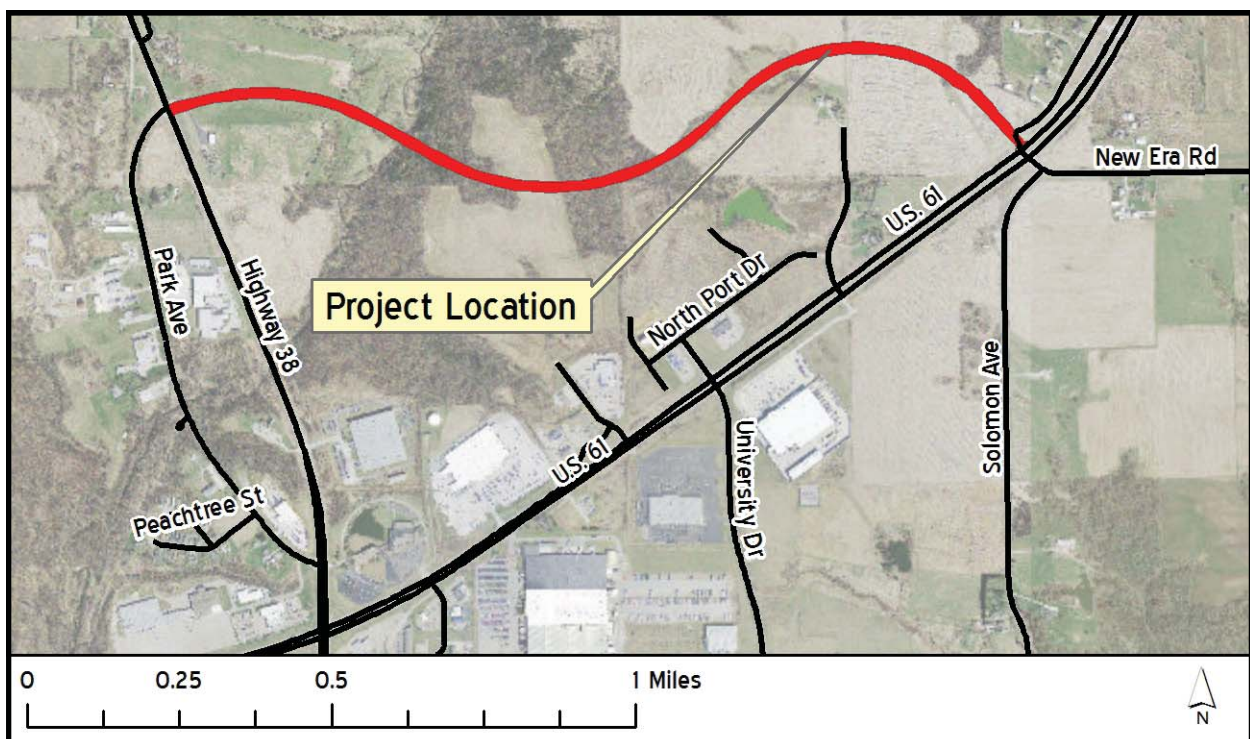 New Era Rd
U.S. 61
Park Ave
Highway 38
Project Location
North Port Dr
Solomon Ave
U.S. 61
University Dr
Peachtree St
0 0.25 0.5 1 Miles
N